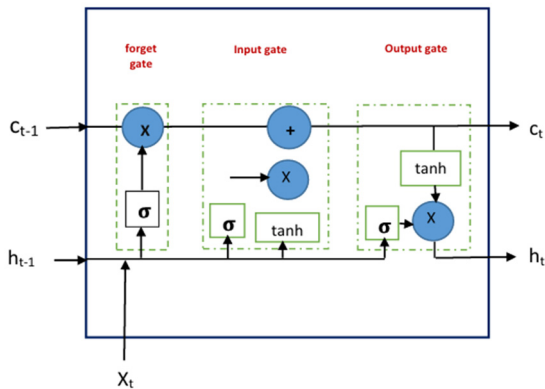 forget
gate
Input gate
Output gate
Ct-1
X
+
Ct
X
tanh
σ
σ
tanh
σ
X
ht-1
ht
Xt